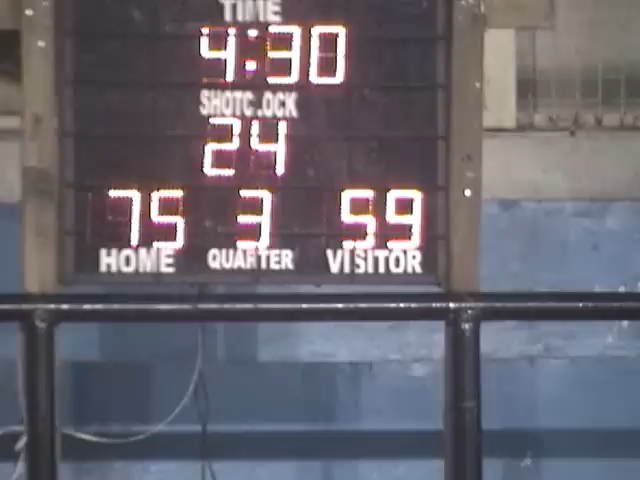 TIME
4:30
SHOTC OCK
24
75 3 59
HOME QUARTER VISITOR